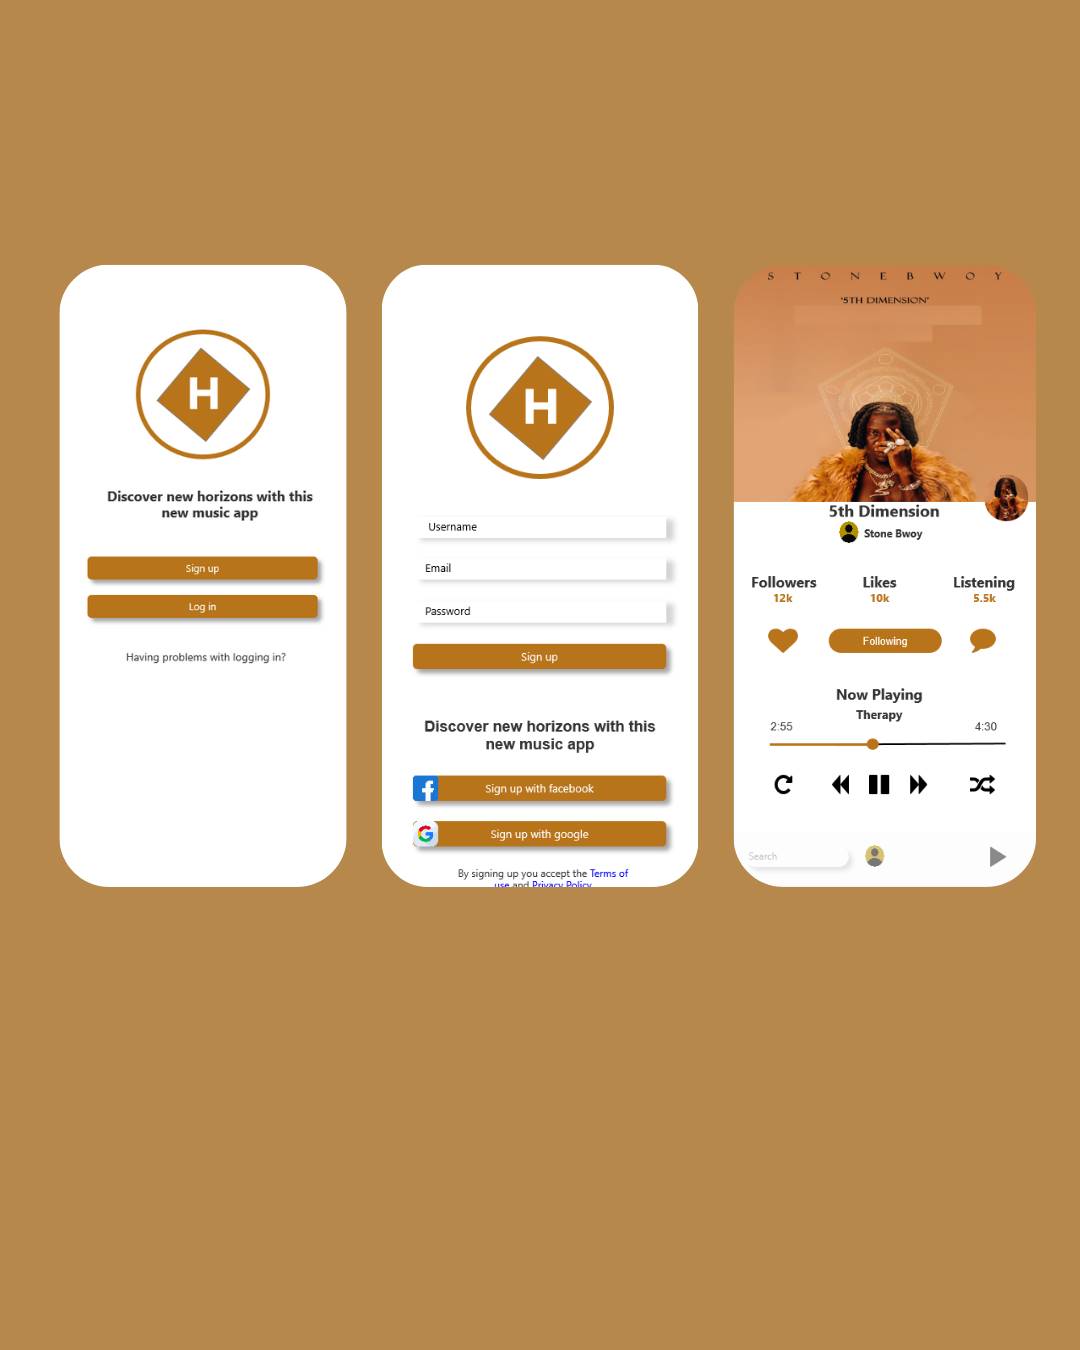 H
Discover new horizons with this
new music app
Sign up
Log in
Having problems with logging in?
H
Username
Email
Password
Sign up
Discover new horizons with this
new music app
Sign up with facebook
Sign up with google
By signing up you accept the Terms of
use and Privacy Policy
STONEBWOY
"5TH DIMENSION"
5th Dimension
Stone Bwoy
Followers Likes Listening
12k 10k 5.5k
Following
Now Playing
Therapy
2:55 4:30
Search